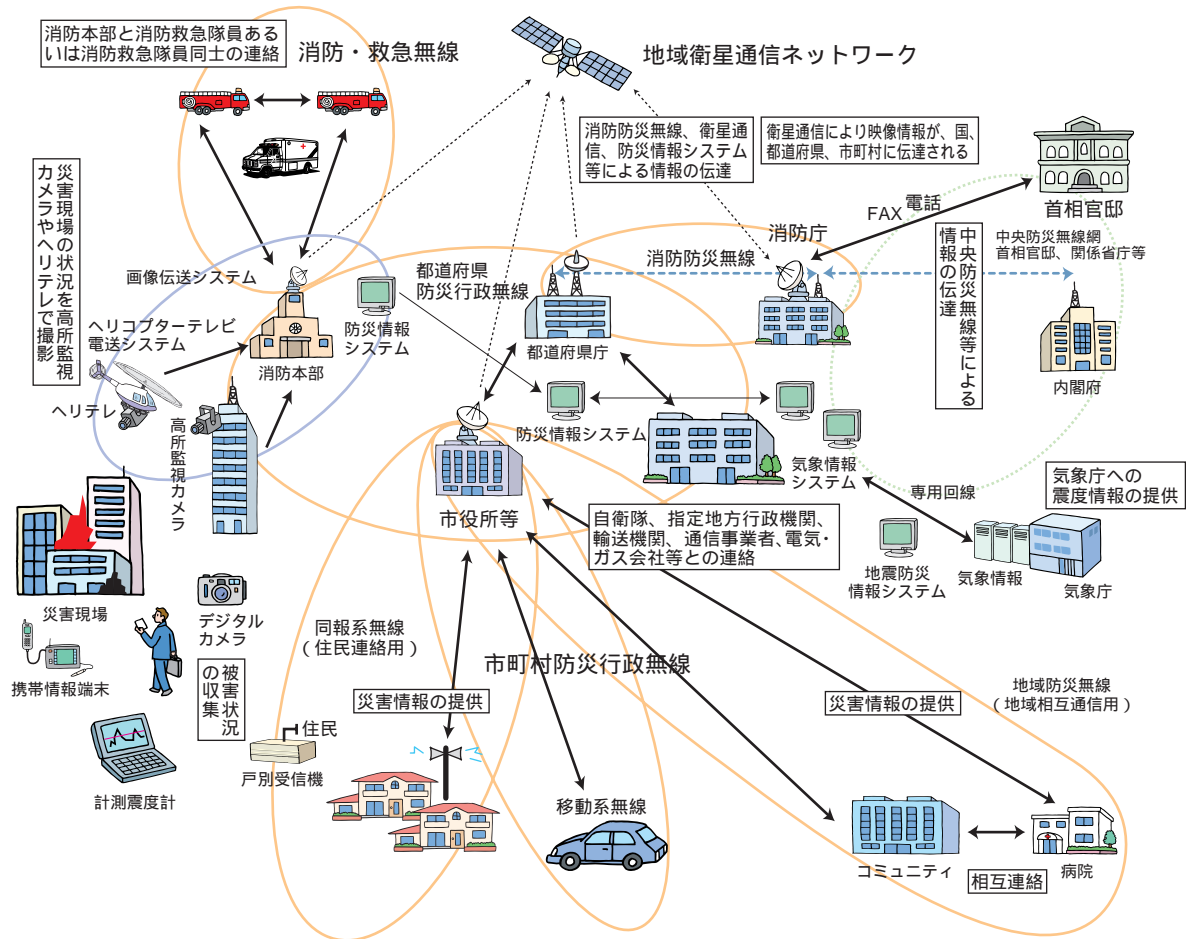 消防本部と消防救急隊員ある
いは消防救急隊員同士の連絡
消防・救急無線
地域衛星通信ネットワーク
消防防災無線、衛星通
信、防災情報システム
等による情報の伝達
衛星通信により映像情報が、国、
都道府県、市町村に伝達される
首相官邸
FAX 電話
中央防災無線網
首相官邸、関係省庁等
中央防災無線等による
情報の伝達
内閣府
消防庁
消防防災無線
都道府県
防災行政無線
都道府県庁
災害現場の状況を高所監視
カメラやヘリテレで撮影
画像伝送システム
ヘリコプターテレビ
電送システム
消防本部
防災情報
システム
ヘリテレ
高所監視カメラ
防災情報システム
気象情報
システム
市役所等
自衛隊、指定地方行政機関、
輸送機関、通信事業者、電気・
ガス会社等との連絡
専用回線
気象庁への
震度情報の提供
地震防災
情報システム
気象情報
気象庁
災害現場
デジタル
カメラ
携帯情報端末
被害状況
の収集
計測震度計
同報系無線
（住民連絡用）
市町村防災行政無線
災害情報の提供
住民
戸別受信機
移動系無線
災害情報の提供
地域防災無線
（地域相互通信用）
コミュニティ
相互連絡
病院